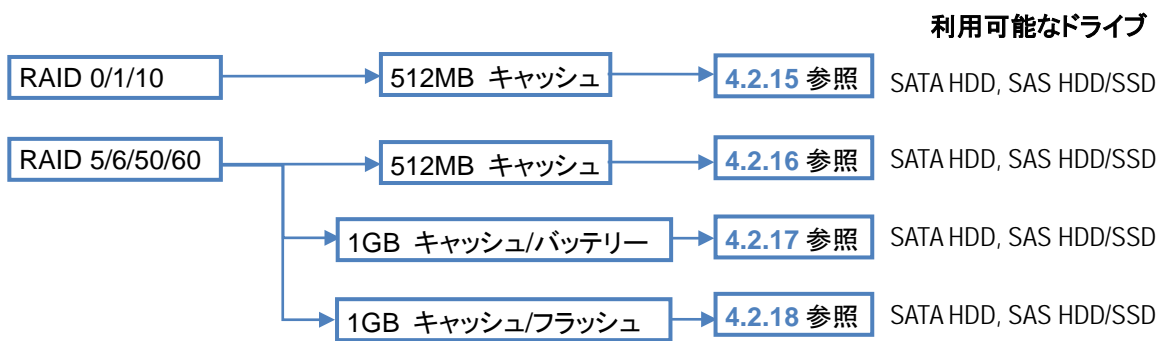 利用可能なドライブ
RAID 0/1/10 512MB キャッシュ 4.2.15 参照 SATA HDD, SAS HDD/SSD
RAID 5/6/50/60 512MB キャッシュ 4.2.16 参照 SATA HDD, SAS HDD/SSD
1GB キャッシュ/バッテリー 4.2.17 参照 SATA HDD, SAS HDD/SSD
1GB キャッシュ/フラッシュ 4.2.18 参照 SATA HDD, SAS HDD/SSD